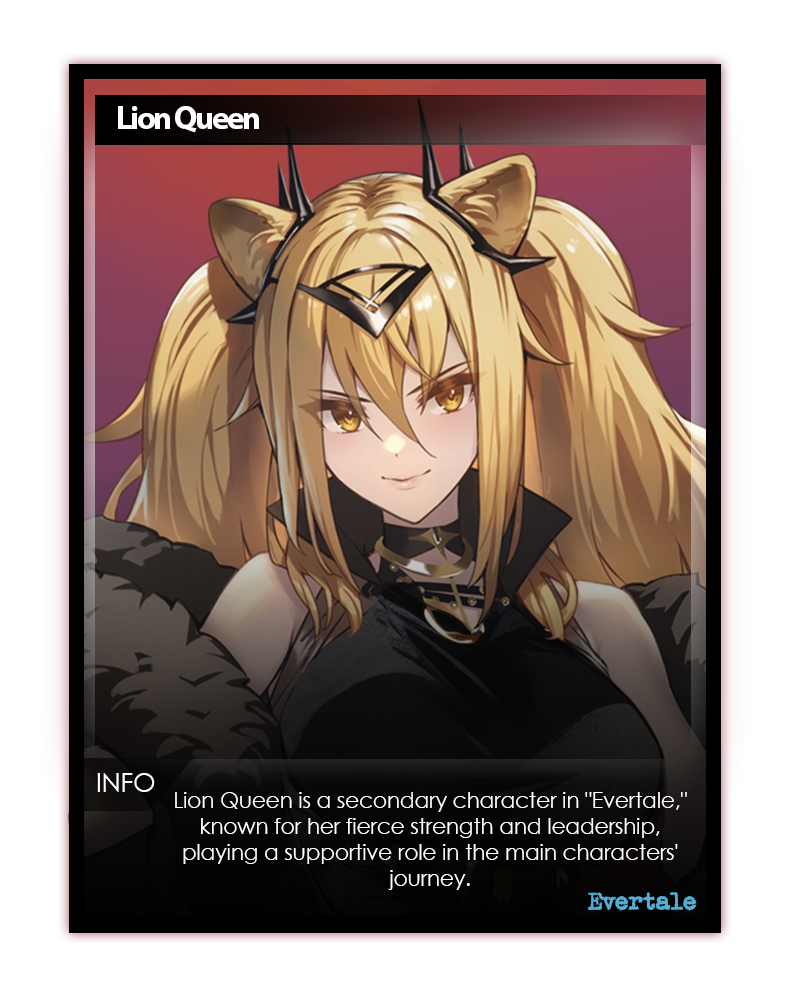 Lion Queen
INFO
Lion Queen is a secondary character in "Evertale,"
known for her fierce strength and leadership,
playing a supportive role in the main characters'
journey.
Evertale